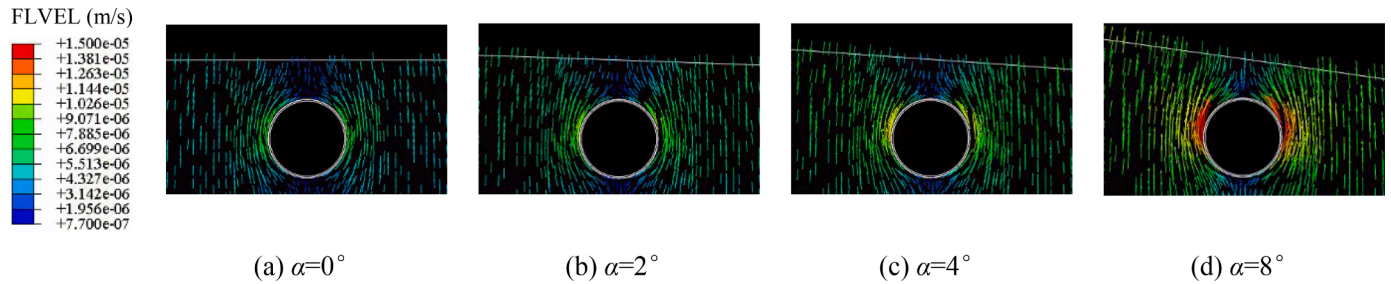 FLVEL (m/s)
+1.500e-05
+1.381e-05
+1.263e-05
+1.144e-05
+1.026e-05
+9.071e-06
+7.885e-06
+6.699e-06
+5.513e-06
+4.327e-06
+3.142e-06
+1.956e-06
+7.700e-07
(a) α=0°
(b) α=2°
(c) α=4°
(d) α=8°